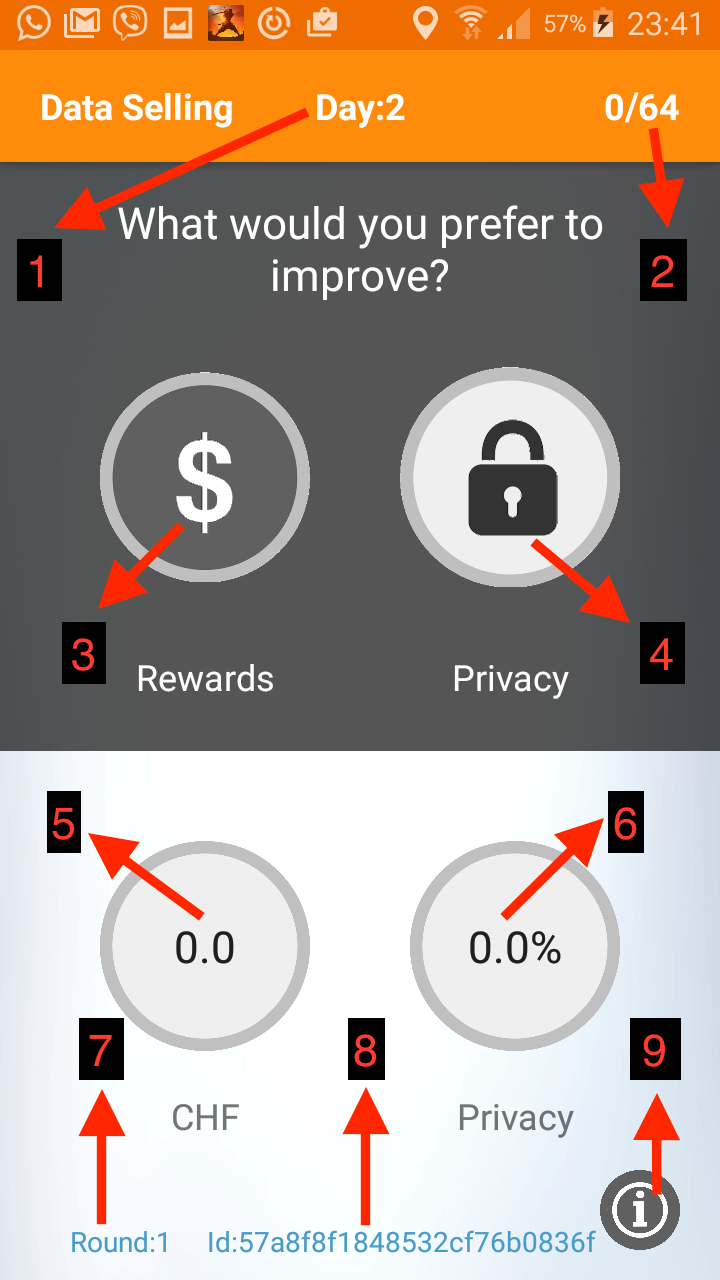 57% 23:41
Data Selling Day:2 0/64
What would you prefer to
improve?
1 2
$
3 4
Rewards Privacy
5 6
0.0 0.0%
7 8 9
CHF Privacy
i
Round:1 Id:57a8f8f1848532cf76b0836f